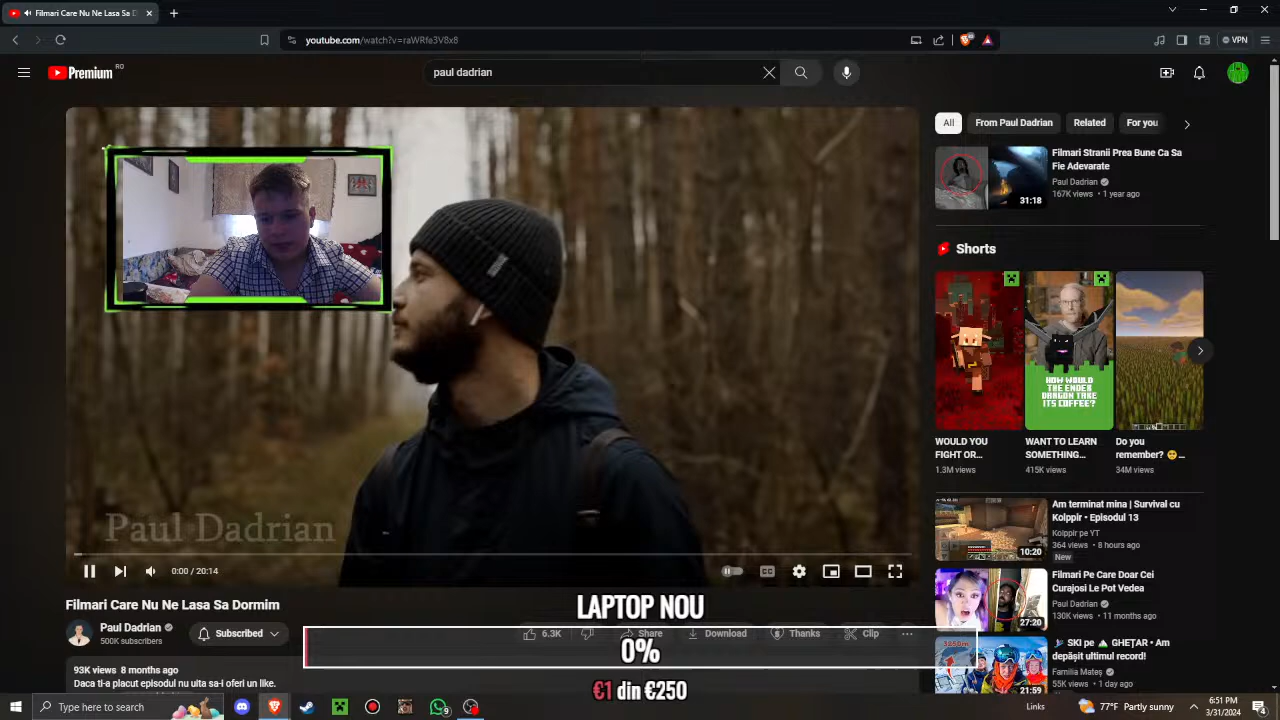 Filmari Care Nu Ne Lasa Sa Do
youtube.com/watch?v=raWRfe3V8x8
VPN
Premium
RO
paul dadrian
All
From Paul Dadrian
Related
For you
Filmari Stranii Prea Bune Ca Sa
Fie Adevarate
Paul Dadrian
167K views • 1 year ago
31:18
Shorts
HOW WOULD
THE ENDER
DRAGON TAKE
ITS COFFEE?
WOULD YOU
FIGHT OR...
1.3M views
WANT TO LEARN
SOMETHING...
415K views
Do you
remember? 🥺...
34M views
Am terminat mina | Survival cu
Kolppir • Episodul 13
Kolppir pe YT
364 views • 8 hours ago
New
10:20
Filmari Pe Care Doar Cei
Curajosi Le Pot Vedea
Paul Dadrian
130K views • 11 months ago
27:20
3250m
⛷️ SKI pe 🏔️ GHEȚAR • Am
depășit ultimul record!
Familia Mateș
55K views • 1 day ago
21:59
Paul Dadrian
0:00 / 20:14
CC
Filmari Care Nu Ne Lasa Sa Dormim
Paul Dadrian
500K subscribers
Subscribed
6.3K
Share
Download
Thanks
Clip
93K views 8 months ago
Daca ti-a placut episodul nu uita sa-i oferi un like.
LAPTOP NOU
0%
€1 din €250
Type here to search
9
Links
77°F Partly sunny
6:51 PM
3/31/2024
4